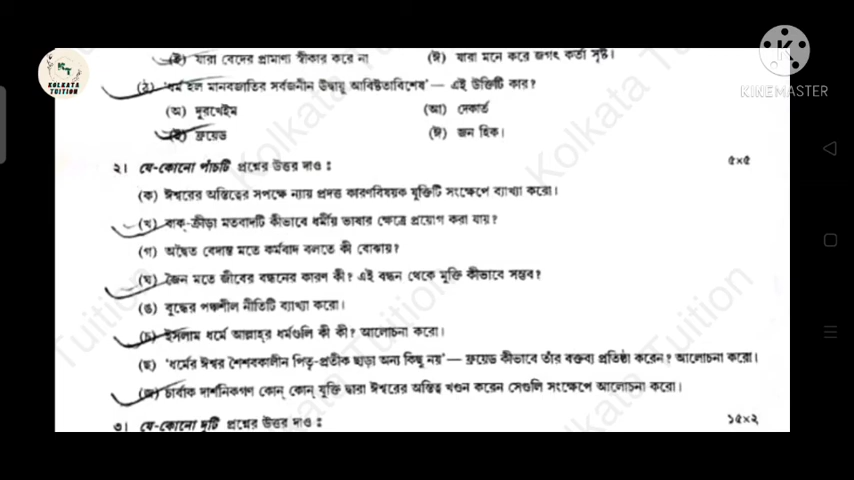 (ই) যারা বেদের প্রামাণ্য স্বীকার করে না (ঈ) যারা মনে করে জগৎ কর্তা সৃষ্ট।
(ঠ) 'ধর্ম হল মানবজাতির সর্বজনীন উদ্বায়ু আবিষ্টতাবিশেষ' — এই উক্তিটি কার?
(অ) দুরখেইম (আ) দেকার্ত
(ই) ফ্রয়েড (ঈ) জন হিক।
২। যে-কোনো পাঁচটি প্রশ্নের উত্তর দাও : ৫×৫
(ক) ঈশ্বরের অস্তিত্বের সপক্ষে ন্যায় প্রদত্ত কারণবিষয়ক যুক্তিটি সংক্ষেপে ব্যাখ্যা করো।
(খ) বাক্-ক্রীড়া মতবাদটি কীভাবে ধর্মীয় ভাষার ক্ষেত্রে প্রয়োগ করা যায়?
(গ) অদ্বৈত বেদান্ত মতে কর্মবাদ বলতে কী বোঝায়?
(ঘ) জৈন মতে জীবের বন্ধনের কারণ কী? এই বন্ধন থেকে মুক্তি কীভাবে সম্ভব?
(ঙ) বুদ্ধের পঞ্চশীল নীতিটি ব্যাখ্যা করো।
(চ) ইসলাম ধর্মে আল্লাহ্‌র ধর্মগুলি কী কী? আলোচনা করো।
(ছ) 'ধর্মের ঈশ্বর শৈশবকালীন পিতৃ-প্রতীক ছাড়া অন্য কিছু নয়' — ফ্রয়েড কীভাবে তাঁর বক্তব্য প্রতিষ্ঠা করেন? আলোচনা করো।
(জ) চার্বাক দার্শনিকগণ কোন্ কোন্ যুক্তি দ্বারা ঈশ্বরের অস্তিত্ব খণ্ডন করেন সেগুলি সংক্ষেপে আলোচনা করো।
৩। যে-কোনো দুটি প্রশ্নের উত্তর দাও : ১৫×২
KT
KOLKATA
TUITION
K
KINEMASTER
Kolkata Tuition
Kolkata Tuition